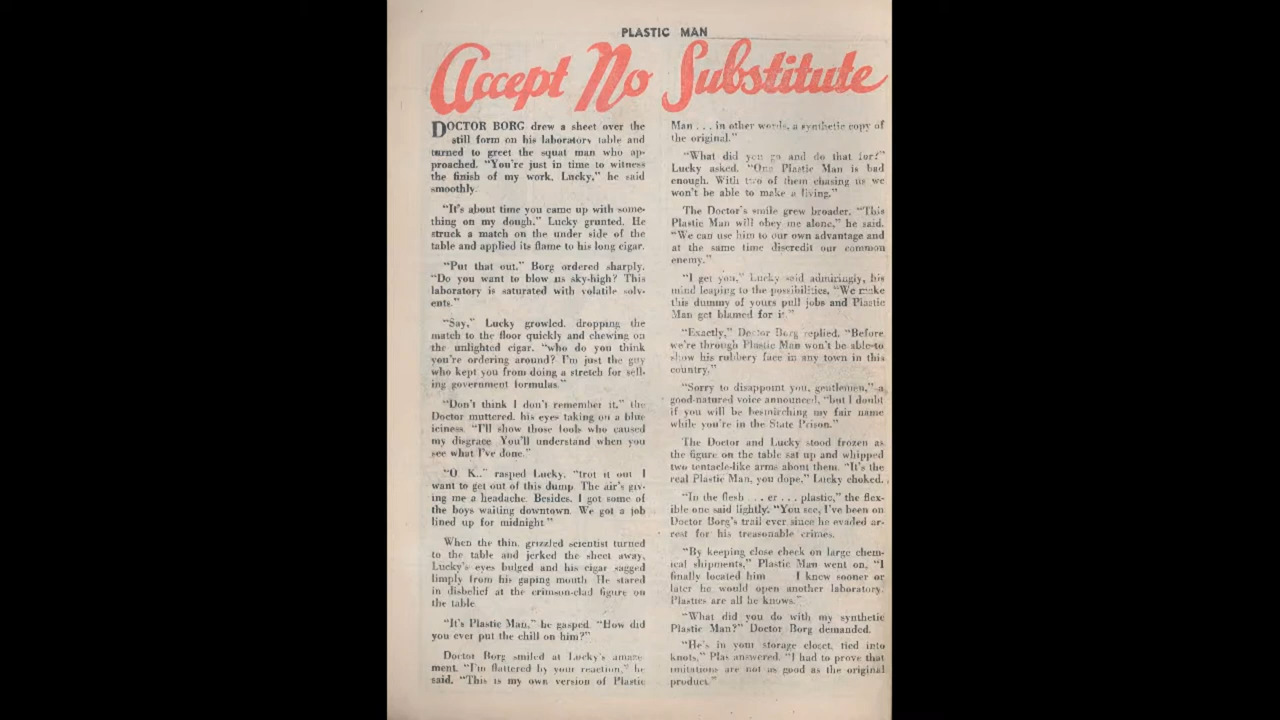 PLASTIC MAN
Accept No Substitute
DOCTOR BORG drew a sheet over the
still form on his laboratory table and
turned to greet the squat man who ap-
proached. "You're just in time to witness
the finish of my work, Lucky," he said
smoothly.
"It's about time you came up with some-
thing on my dough," Lucky grunted. He
struck a match on the under side of the
table and applied its flame to his long cigar.
"Put that out," Borg ordered sharply.
"Do you want to blow us sky-high? This
laboratory is saturated with volatile solv-
ents."
"Say," Lucky growled, dropping the
match to the floor quickly and chewing on
the unlighted cigar, "who do you think
you're ordering around? I'm just the guy
who kept you from doing a stretch for sell-
ing government formulas."
"Don't think I don't remember it," the
Doctor muttered, his eyes taking on a blue
iciness. "I'll show those fools who caused
my disgrace. You'll understand when you
see what I've done."
"O. K.," rasped Lucky, "trot it out. I
want to get out of this dump. The air's giv-
ing me a headache. Besides, I got some of
the boys waiting downtown. We got a job
lined up for midnight."
When the thin, grizzled scientist turned
to the table and jerked the sheet away,
Lucky's eyes bulged and his cigar sagged
limply from his gaping mouth. He stared
in disbelief at the crimson-clad figure on
the table.
"It's Plastic Man," he gasped. "How did
you ever put the chill on him?"
Doctor Borg smiled at Lucky's amaze-
ment. "I'm flattered by your reaction," he
said. "This is my own version of Plastic
Man . . . in other words, a synthetic copy of
the original."
"What did you go and do that for?"
Lucky asked. "One Plastic Man is bad
enough. With two of them chasing us we
won't be able to make a living."
The Doctor's smile grew broader. "This
Plastic Man will obey me alone," he said.
"We can use him to our own advantage and
at the same time discredit our common
enemy."
"I get you," Lucky said admiringly, his
mind leaping to the possibilities. "We make
this dummy of yours pull jobs and Plastic
Man get blamed for it."
"Exactly," Doctor Borg replied. "Before
we're through Plastic Man won't be able to
show his rubbery face in any town in this
country."
"Sorry to disappoint you, gentlemen," a
good-natured voice announced, "but I doubt
if you will be besmirching my fair name
while you're in the State Prison."
The Doctor and Lucky stood frozen as
the figure on the table sat up and whipped
two tentacle-like arms about them. "It's the
real Plastic Man, you dope," Lucky choked.
"In the flesh . . . er . . . plastic," the flex-
ible one said lightly. "You see, I've been on
Doctor Borg's trail ever since he evaded ar-
rest for his treasonable crimes.
"By keeping close check on large chem-
ical shipments," Plastic Man went on, "I
finally located him I knew sooner or
later he would open another laboratory.
Plastics are all he knows."
"What did you do with my synthetic
Plastic Man?" Doctor Borg demanded.
"He's in your storage closet, tied into
knots," Plas answered. "I had to prove that
imitations are not as good as the original
product."